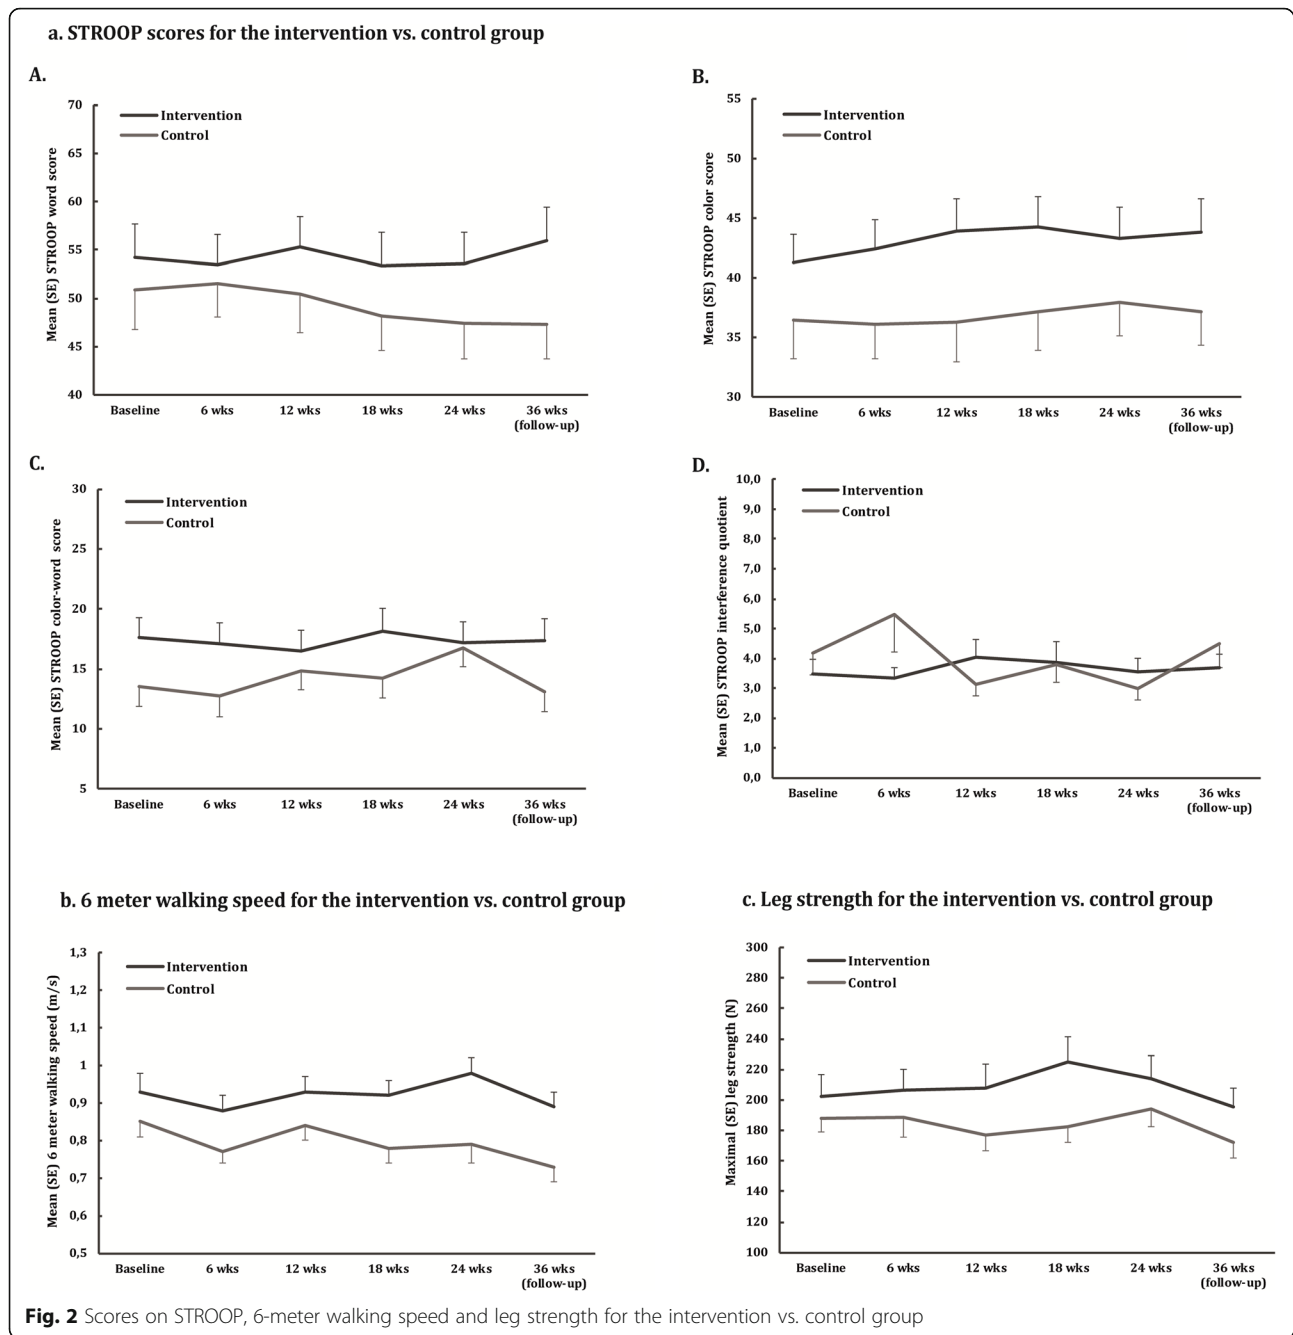 a. STROOP scores for the intervention vs. control group
A.
Mean (SE) STROOP word score
70
65
60
55
50
45
40
Intervention
Control
Baseline 6 wks 12 wks 18 wks 24 wks 36 wks
(follow-up)
B.
Mean (SE) STROOP color score
55
50
45
40
35
30
Intervention
Control
Baseline 6 wks 12 wks 18 wks 24 wks 36 wks
(follow-up)
C.
Mean (SE) STROOP color-word score
30
25
20
15
10
5
Intervention
Control
Baseline 6 wks 12 wks 18 wks 24 wks 36 wks
(follow-up)
D.
Mean (SE) STROOP interference quotient
10,0
9,0
8,0
7,0
6,0
5,0
4,0
3,0
2,0
1,0
0,0
Intervention
Control
Baseline 6 wks 12 wks 18 wks 24 wks 36 wks
(follow-up)
b. 6 meter walking speed for the intervention vs. control group
Mean (SE) 6 meter walking speed (m/s)
1,3
1,2
1,1
1
0,9
0,8
0,7
0,6
0,5
Intervention
Control
Baseline 6 wks 12 wks 18 wks 24 wks 36 wks
(follow-up)
c. Leg strength for the intervention vs. control group
Maximal (SE) leg strength (N)
300
280
260
240
220
200
180
160
140
120
100
Intervention
Control
Baseline 6 wks 12 wks 18 wks 24 wks 36 wks
(follow-up)
Fig. 2 Scores on STROOP, 6-meter walking speed and leg strength for the intervention vs. control group